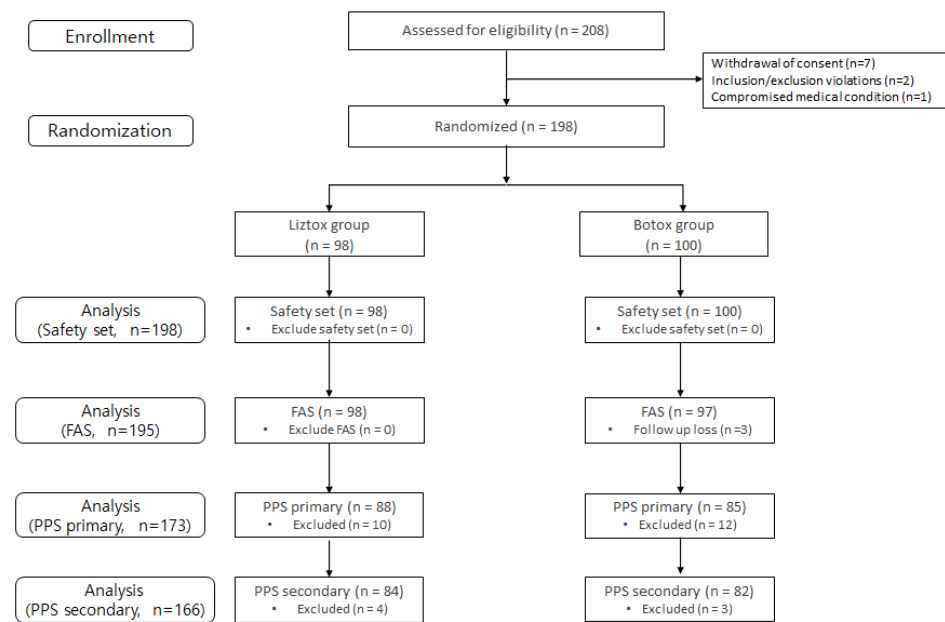 Enrollment
Assessed for eligibility (n = 208)
Withdrawal of consent (n=7)
Inclusion/exclusion violations (n=2)
Compromised medical condition (n=1)
Randomization
Randomized (n = 198)
Liztox group
(n = 98)
Botox group
(n = 100)
Analysis
(Safety set, n=198)
Safety set (n = 98)
• Exclude safety set (n = 0)
Safety set (n = 100)
• Exclude safety set (n = 0)
Analysis
(FAS, n=195)
FAS (n = 98)
• Exclude FAS (n = 0)
FAS (n = 97)
• Follow up loss (n =3)
Analysis
(PPS primary, n=173)
PPS primary (n = 88)
• Excluded (n = 10)
PPS primary (n = 85)
• Excluded (n = 12)
Analysis
(PPS secondary, n=166)
PPS secondary (n = 84)
• Excluded (n = 4)
PPS secondary (n = 82)
• Excluded (n = 3)